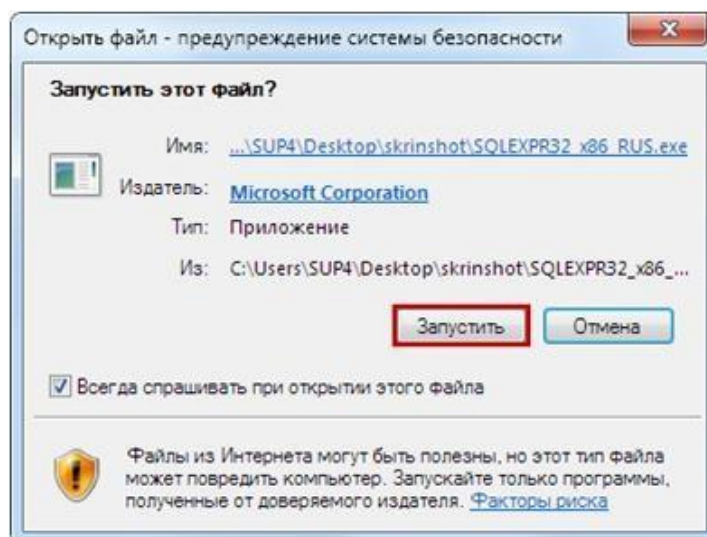 Открыть файл - предупреждение системы безопасности
Запустить этот файл?
Имя: ...\SUP4\Desktop\skrinshot\SQLEXPR32_x86_RUS.exe
Издатель: Microsoft Corporation
Тип: Приложение
Из: C:\Users\SUP4\Desktop\skrinshot\SQLEXPR32_x86_...
Запустить Отмена
Всегда спрашивать при открытии этого файла
Файлы из Интернета могут быть полезны, но этот тип файла
может повредить компьютер. Запускайте только программы,
полученные от доверяемого издателя. Факторы риска